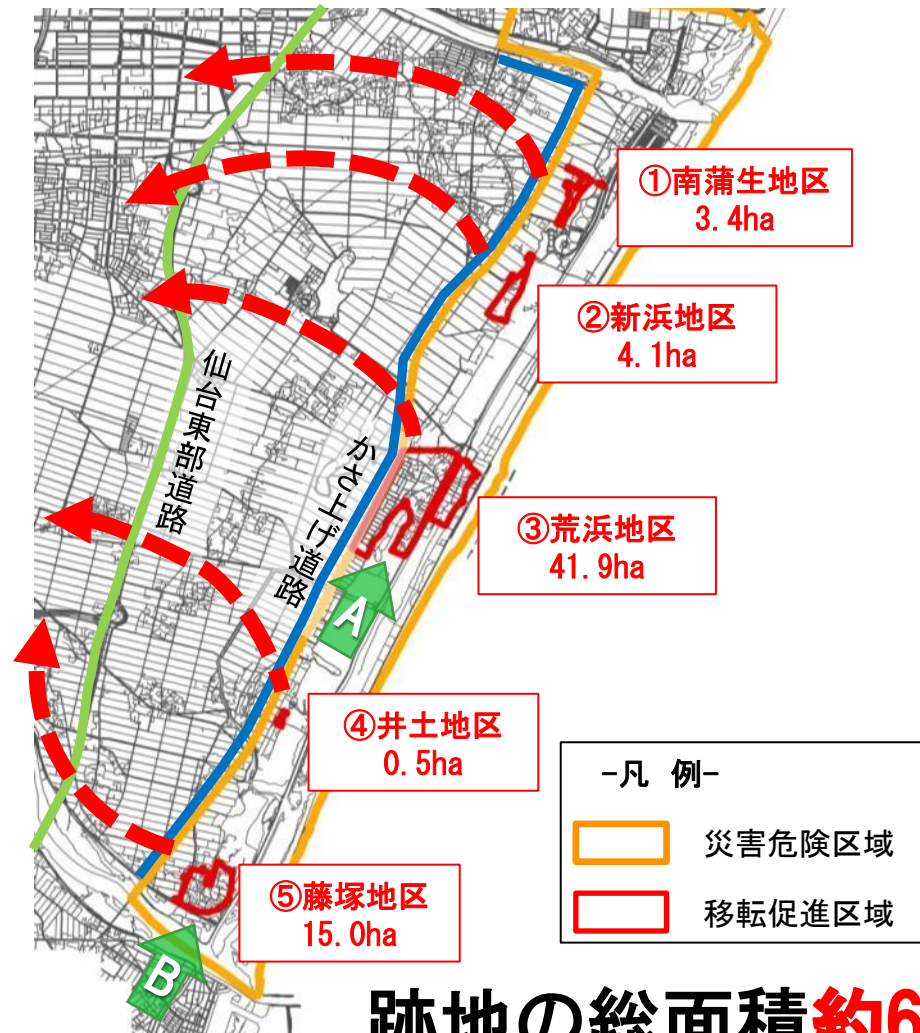 ①南蒲生地区
3.4ha
②新浜地区
4.1ha
仙台東部道路
かさ上げ道路
③荒浜地区
41.9ha
A
④井土地区
0.5ha
-凡 例-
災害危険区域
移転促進区域
⑤藤塚地区
15.0ha
B
跡地の総面積約6